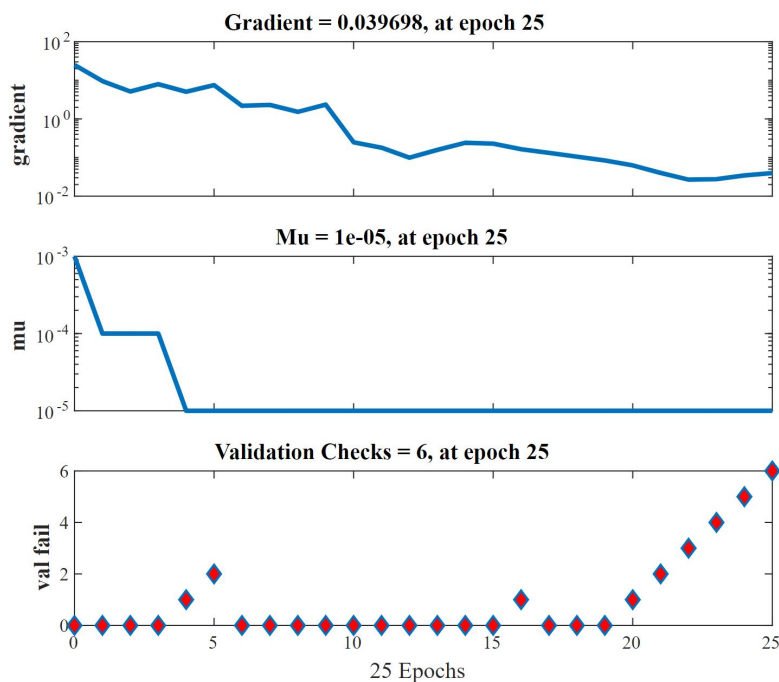 Gradient = 0.039698, at epoch 25
10^2
10^0
10^-2
gradient
Mu = 1e-05, at epoch 25
10^-3
10^-4
10^-5
mu
Validation Checks = 6, at epoch 25
6
4
2
0
val fail
0 5 10 15 20 25
25 Epochs